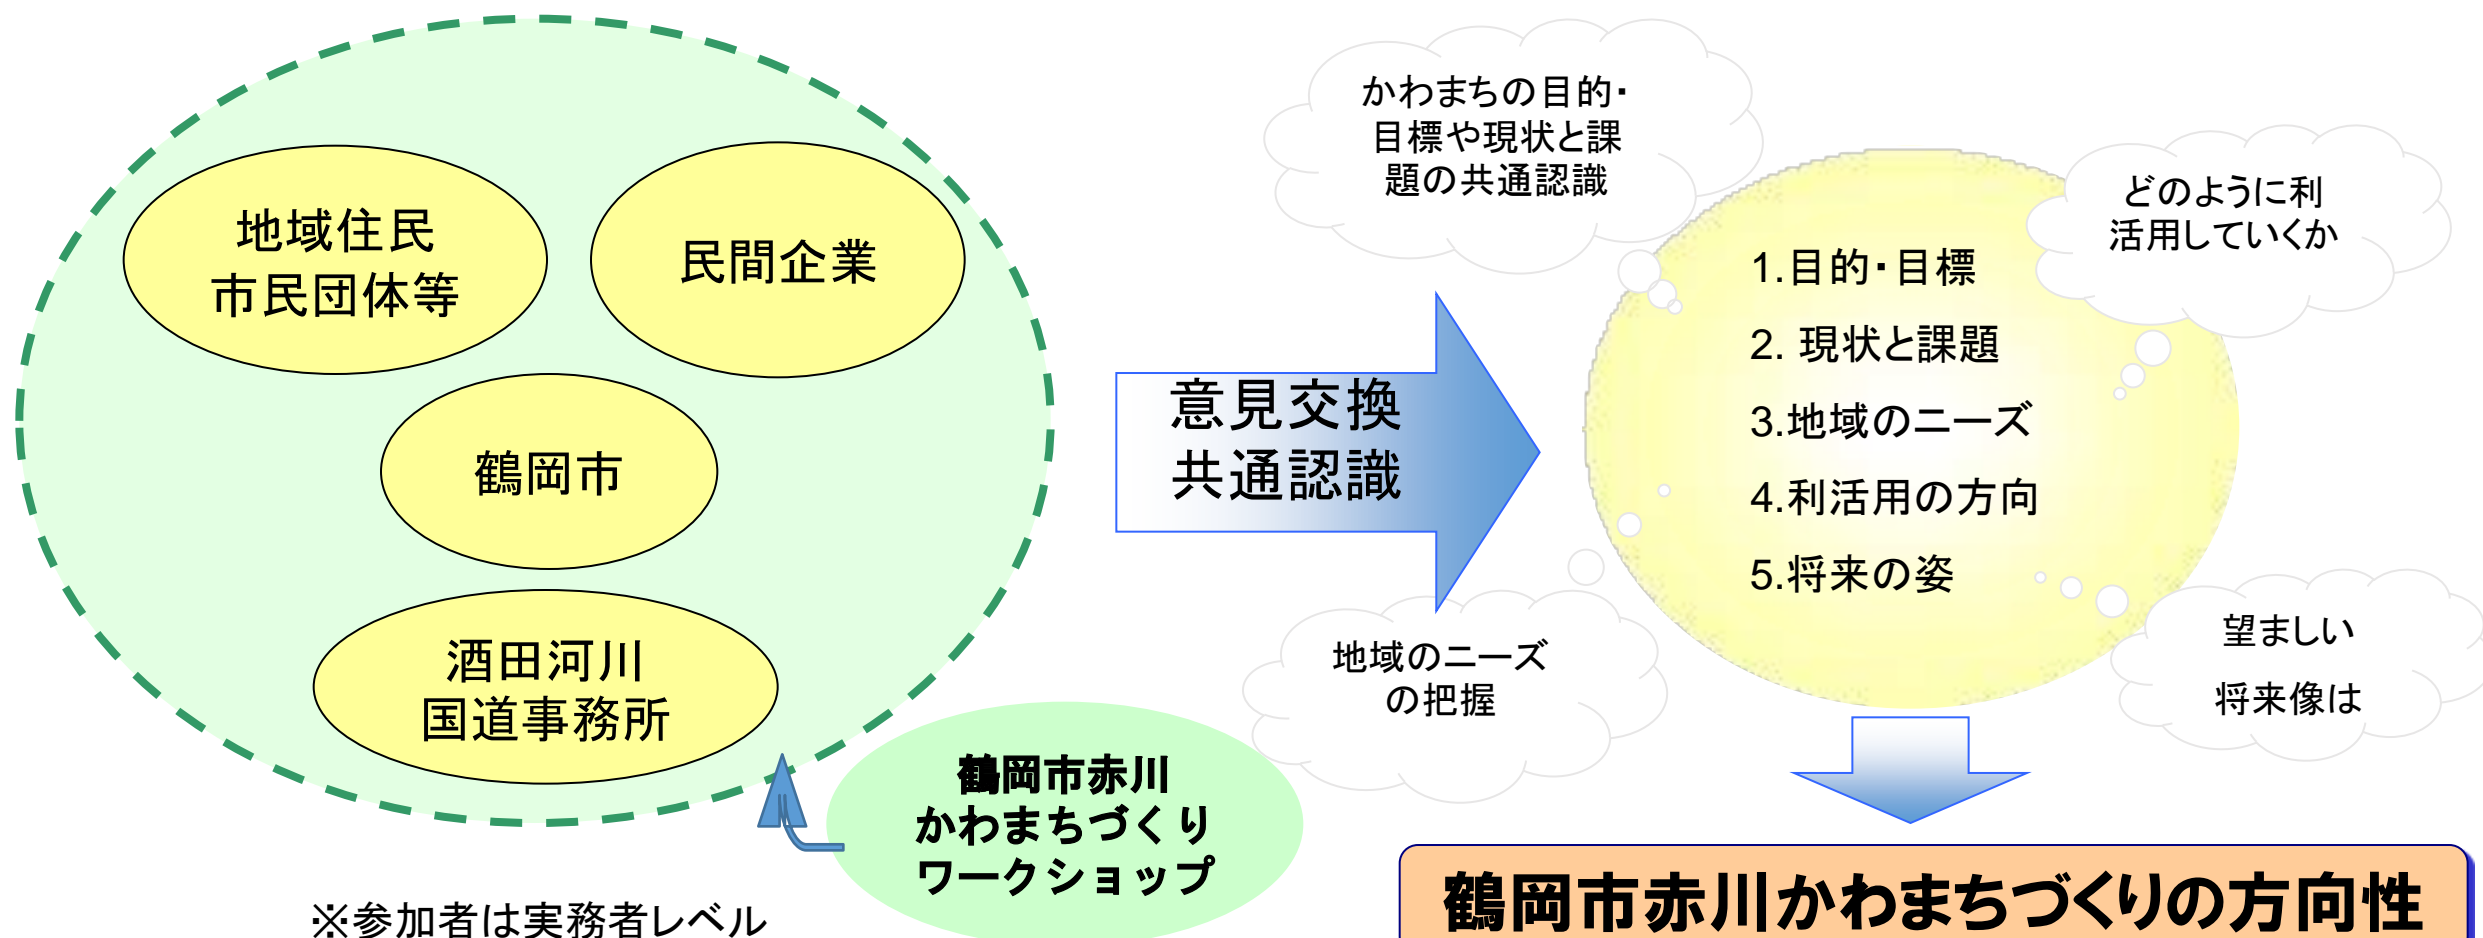 地域住民
市民団体等
民間企業
鶴岡市
酒田河川
国道事務所
鶴岡市赤川
かわまちづくり
ワークショップ
※参加者は実務者レベル
意見交換
共通認識
かわまちの目的・
目標や現状と課
題の共通認識
どのように利
活用していくか
1.目的・目標
2. 現状と課題
3.地域のニーズ
4.利活用の方向
5.将来の姿
地域のニーズ
の把握
望ましい
将来像は
鶴岡市赤川かわまちづくりの方向性